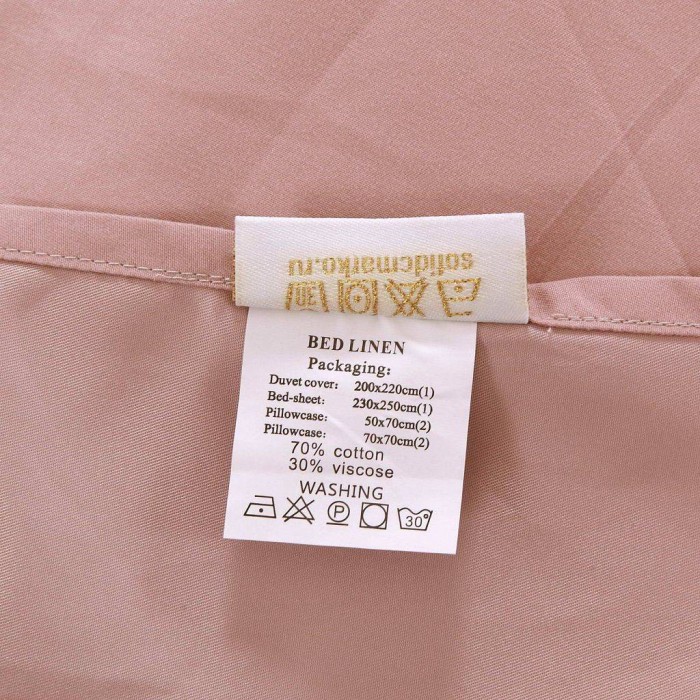 sofidemarko.ru
BED LINEN
Packaging:
Duvet cover: 200x220cm(1)
Bed-sheet: 230x250cm(1)
Pillowcase: 50x70cm(2)
Pillowcase: 70x70cm(2)
70% cotton
30% viscose
WASHING
P
30°